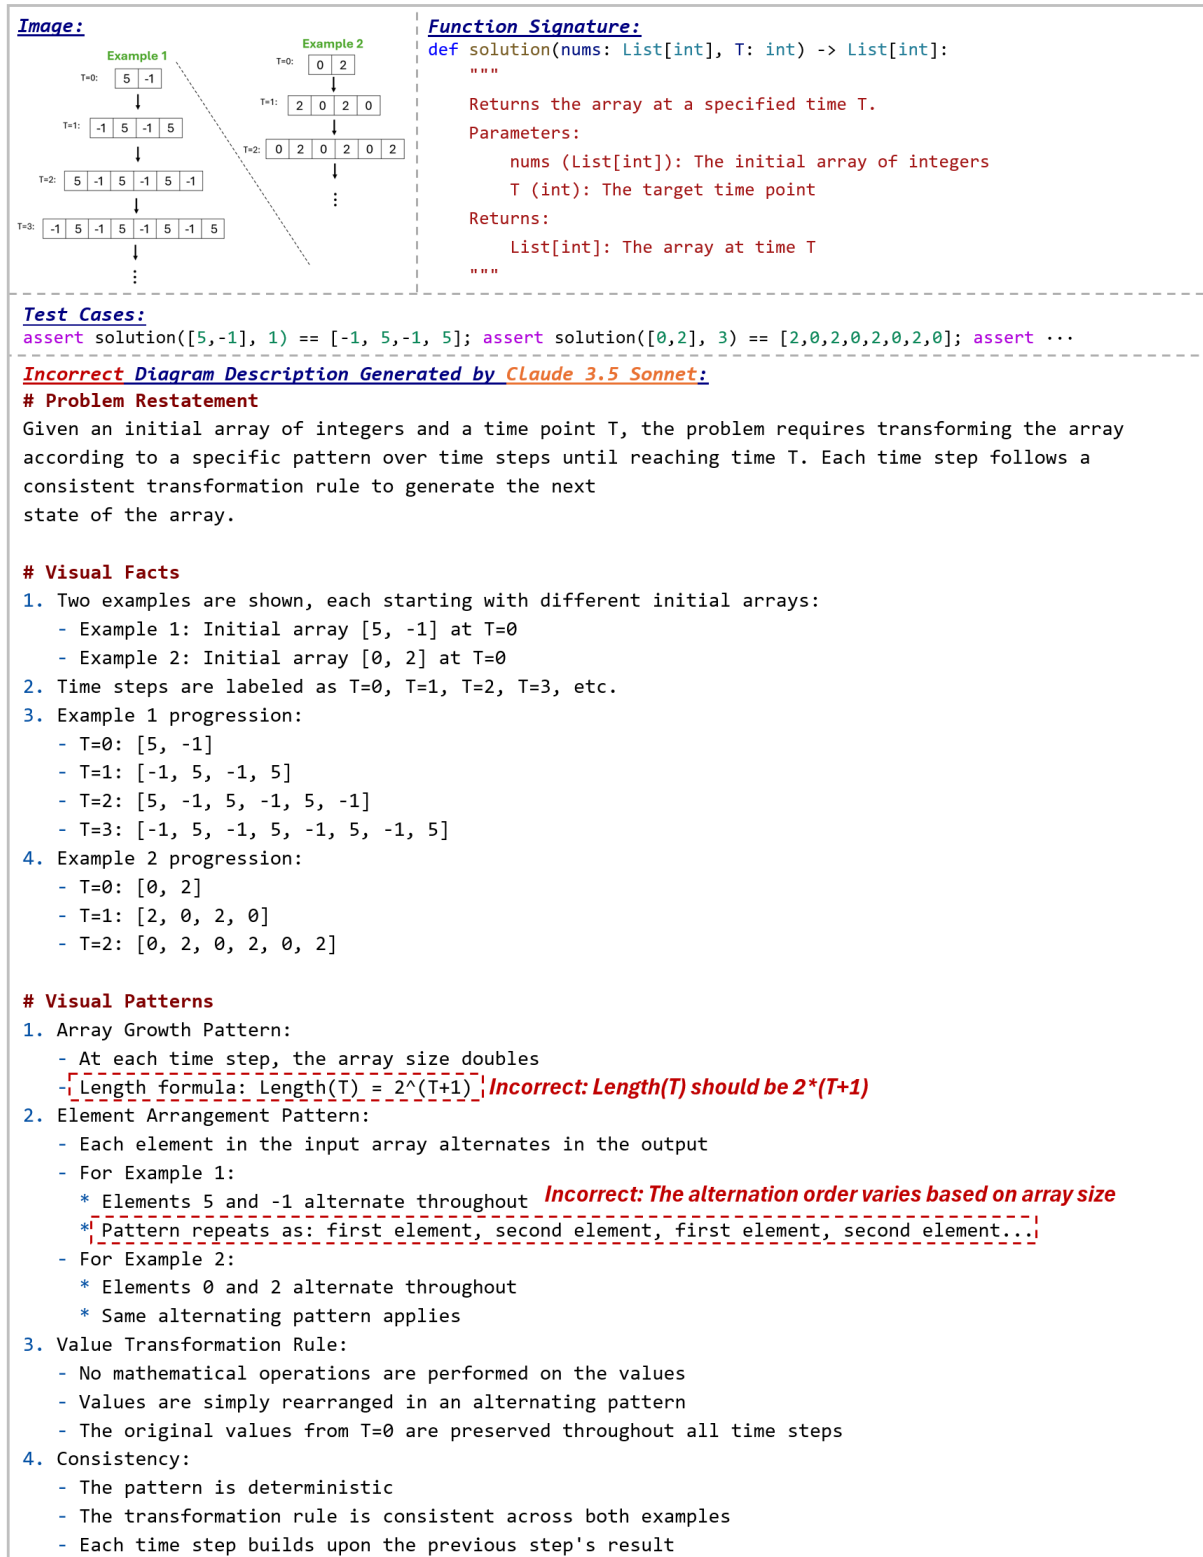 Image:
Example 1
T=0: 5 -1
T=1: -1 5 -1 5
T=2: 5 -1 5 -1 5 -1
T=3: -1 5 -1 5 -1 5 -1 5
⋮
Example 2
T=0: 0 2
T=1: 2 0 2 0
T=2: 0 2 0 2 0 2
⋮
Function Signature:
def solution(nums: List[int], T: int) -> List[int]:
"""
Returns the array at a specified time T.
Parameters:
nums (List[int]): The initial array of integers
T (int): The target time point
Returns:
List[int]: The array at time T
"""
Test Cases:
assert solution([5,-1], 1) == [-1, 5,-1, 5]; assert solution([0,2], 3) == [2,0,2,0,2,0,2,0]; assert ···
Incorrect Diagram Description Generated by Claude 3.5 Sonnet:
# Problem Restatement
Given an initial array of integers and a time point T, the problem requires transforming the array
according to a specific pattern over time steps until reaching time T. Each time step follows a
consistent transformation rule to generate the next
state of the array.
# Visual Facts
1. Two examples are shown, each starting with different initial arrays:
- Example 1: Initial array [5, -1] at T=0
- Example 2: Initial array [0, 2] at T=0
2. Time steps are labeled as T=0, T=1, T=2, T=3, etc.
3. Example 1 progression:
- T=0: [5, -1]
- T=1: [-1, 5, -1, 5]
- T=2: [5, -1, 5, -1, 5, -1]
- T=3: [-1, 5, -1, 5, -1, 5, -1, 5]
4. Example 2 progression:
- T=0: [0, 2]
- T=1: [2, 0, 2, 0]
- T=2: [0, 2, 0, 2, 0, 2]
# Visual Patterns
1. Array Growth Pattern:
- At each time step, the array size doubles
- Length formula: Length(T) = 2^(T+1) Incorrect: Length(T) should be 2*(T+1)
2. Element Arrangement Pattern:
- Each element in the input array alternates in the output
- For Example 1:
* Elements 5 and -1 alternate throughout Incorrect: The alternation order varies based on array size
* Pattern repeats as: first element, second element, first element, second element...
- For Example 2:
* Elements 0 and 2 alternate throughout
* Same alternating pattern applies
3. Value Transformation Rule:
- No mathematical operations are performed on the values
- Values are simply rearranged in an alternating pattern
- The original values from T=0 are preserved throughout all time steps
4. Consistency:
- The pattern is deterministic
- The transformation rule is consistent across both examples
- Each time step builds upon the previous step's result